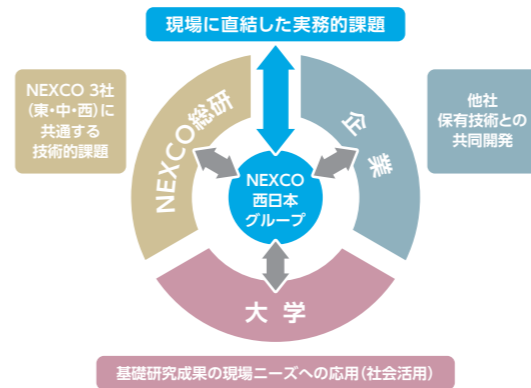 現場に直結した実務的課題
NEXCO 3社
(東・中・西)に
共通する
技術的課題
NEXCO総研
企業
他社
保有技術との
共同開発
NEXCO
西日本
グループ
大学
基礎研究成果の現場ニーズへの応用(社会活用)